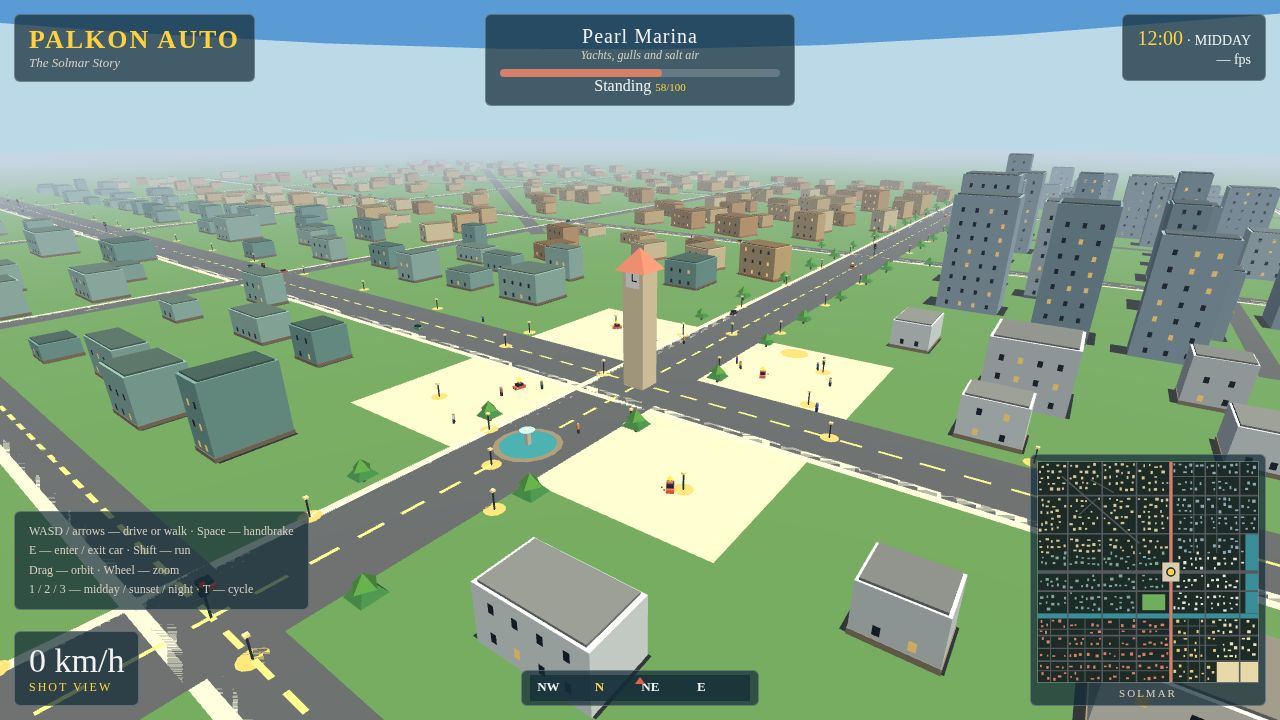 PALKON AUTO
The Solmar Story
Pearl Marina
Yachts, gulls and salt air
Standing 58/100
12:00 · MIDDAY
— fps
WASD / arrows — drive or walk · Space — handbrake
E — enter / exit car · Shift — run
Drag — orbit · Wheel — zoom
1 / 2 / 3 — midday / sunset / night · T — cycle
0 km/h
SHOT VIEW
NW N NE E
SOLMAR